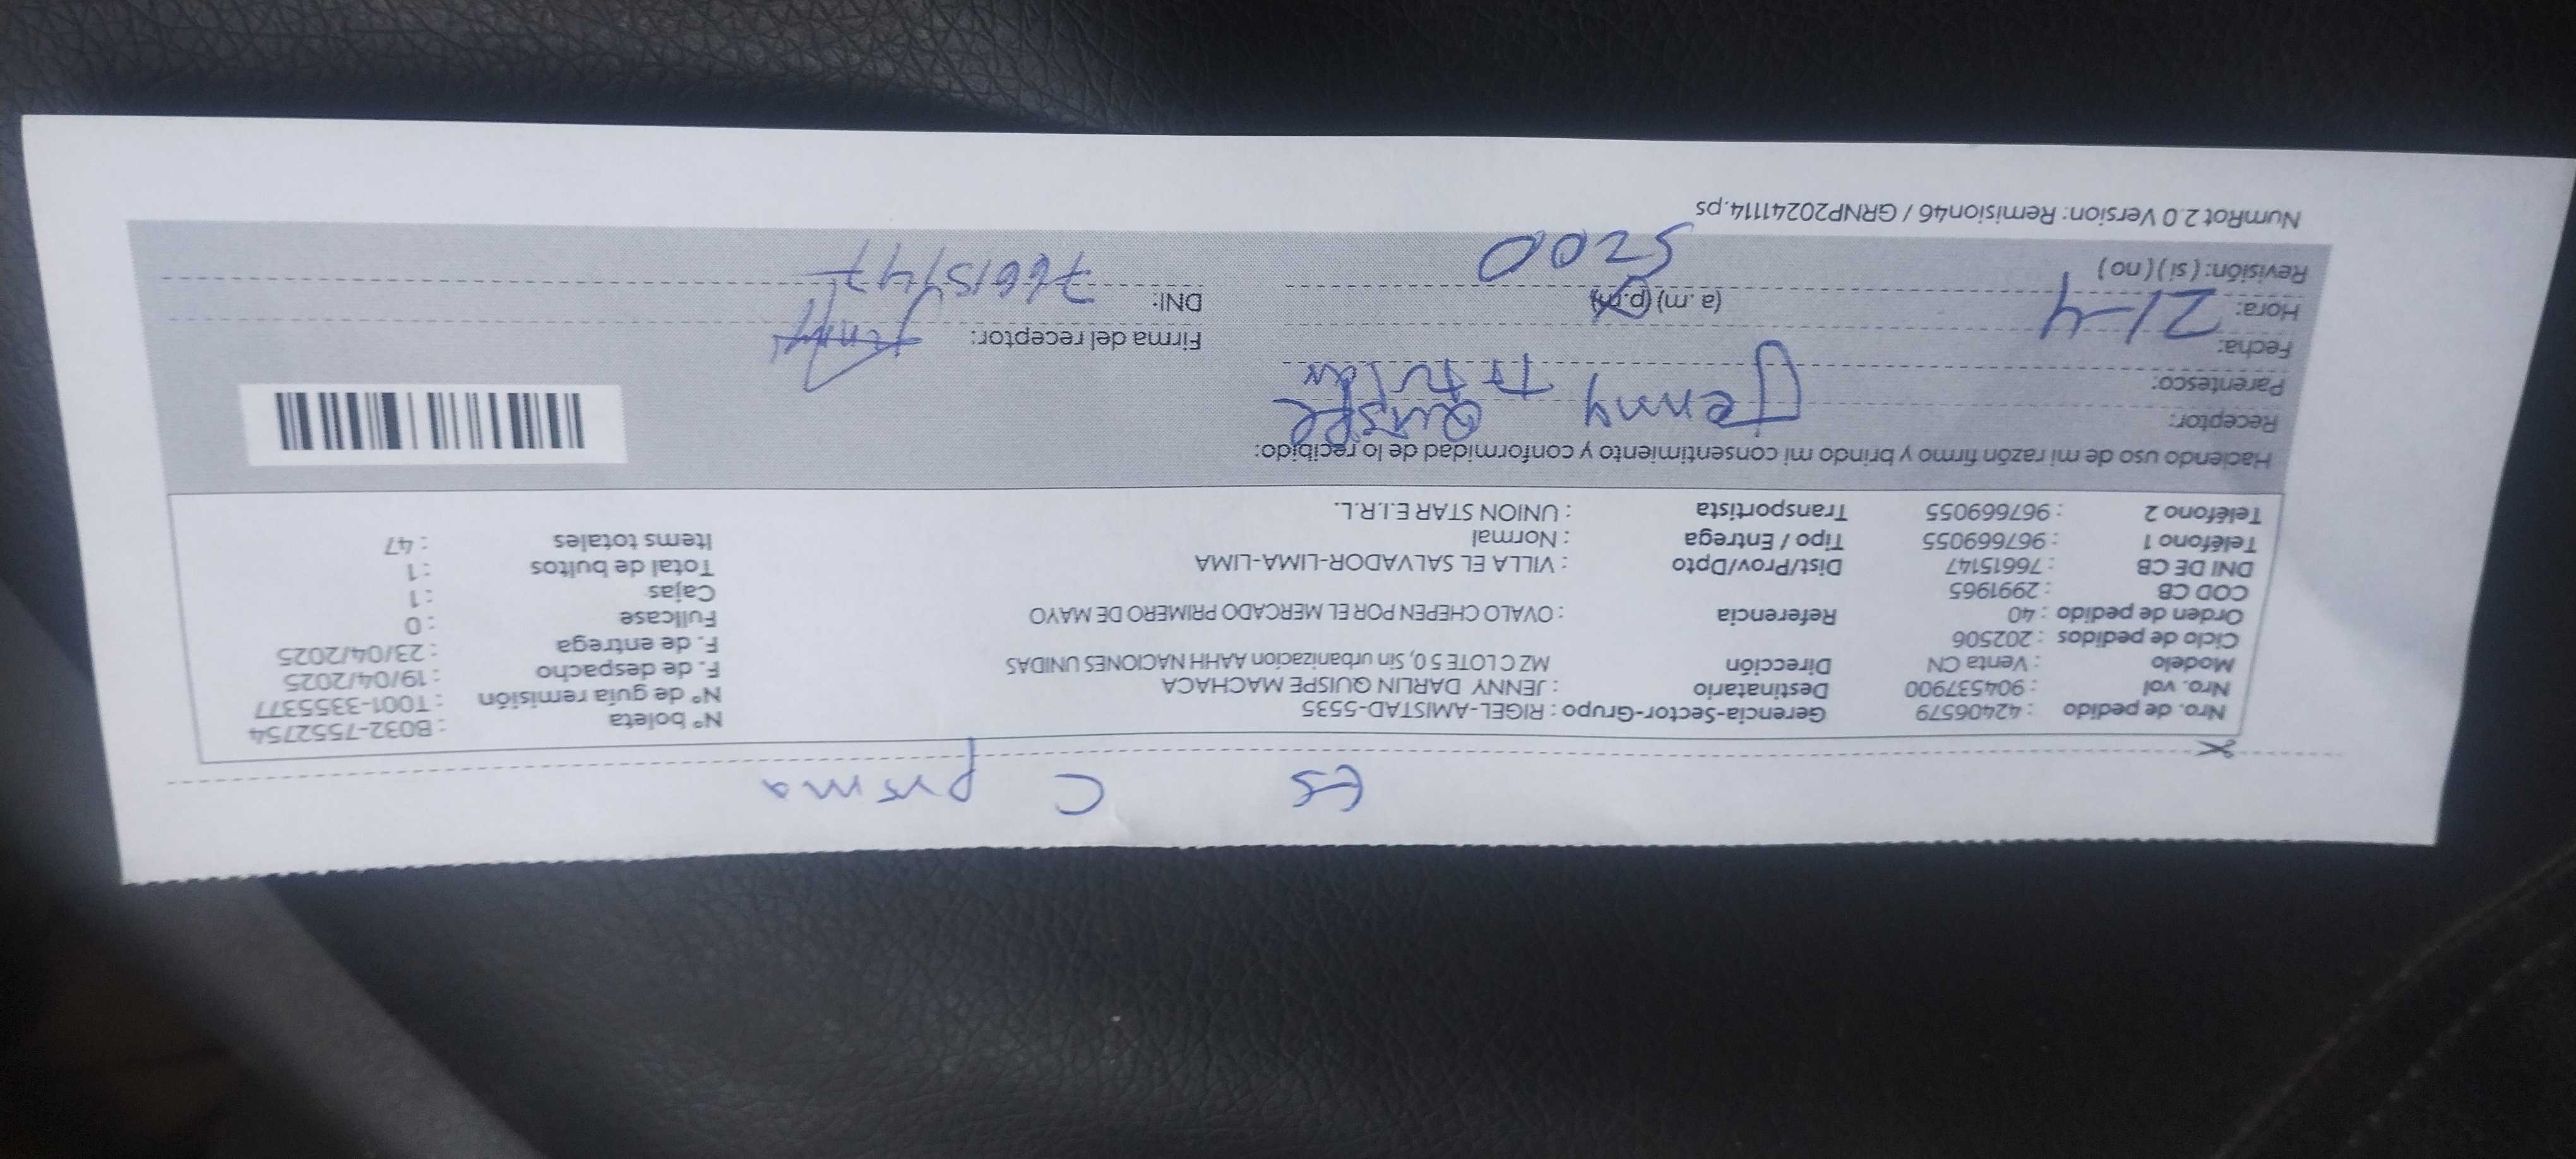 ES C prisma
Nro. de pedido : 42406579 Gerencia-Sector-Grupo : RIGEL-AMISTAD-5535 N° boleta : B032-7552754
Nro. vol : 904537900 Destinatario : JENNY DARLIN QUISPE MACHACA N° de guía remisión : T001-3355377
Modelo : Venta CN Dirección MZ C LOTE 5 0, Sin urbanizacion AAHH NACIONES UNIDAS F. de despacho : 19/04/2025
Ciclo de pedidos : 202506 F. de entrega : 23/04/2025
Orden de pedido : 40 Referencia : OVALO CHEPEN POR EL MERCADO PRIMERO DE MAYO Fullcase : 0
COD CB : 2991965 Cajas : 1
DNI DE CB : 76615147 Dist/Prov/Dpto : VILLA EL SALVADOR-LIMA-LIMA Total de bultos : 1
Teléfono 1 : 967669055 Tipo / Entrega : Normal Items totales : 47
Teléfono 2 : 967669055 Transportista : UNION STAR E.I.R.L.
Haciendo uso de mi razón firmo y brindo mi consentimiento y conformidad de lo recibido:
Receptor: Jenny Quispe
Parentesco: Titular
Fecha: 21-4 Firma del receptor: Jenny
Hora: (a. m) (p.m) DNI: 76615147
5200
Revisión: ( si ) ( no )
NumRot 2.0 Version: Remision46 / GRNP20241114.ps